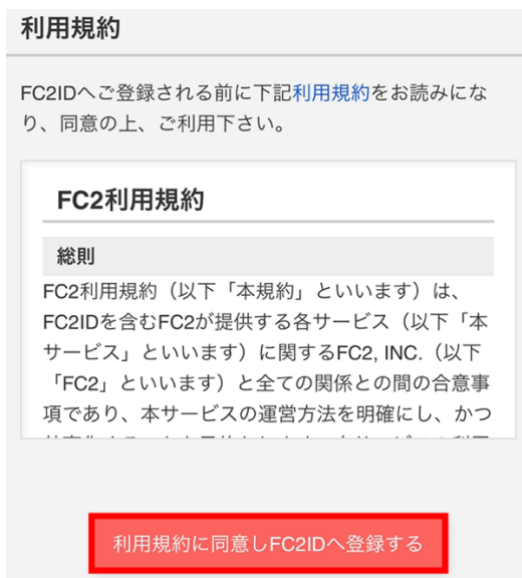 利用規約
FC2IDへご登録される前に下記利用規約をお読みにな
り、同意の上、ご利用下さい。
FC2利用規約
総則
FC2利用規約（以下「本規約」といいます）は、
FC2IDを含むFC2が提供する各サービス（以下「本
サービス」といいます）に関するFC2, INC.（以下
「FC2」といいます）と全ての関係との間の合意事
項であり、本サービスの運営方法を明確にし、かつ
利用規約に同意しFC2IDへ登録する